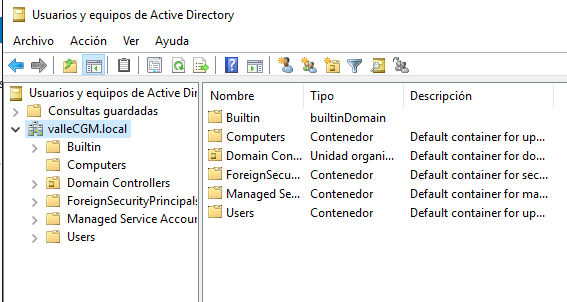 Usuarios y equipos de Active Directory
Archivo Acción Ver Ayuda
Usuarios y equipos de Active Direc
Consultas guardadas
valleCGM.local
Builtin
Computers
Domain Controllers
ForeignSecurityPrincipals
Managed Service Accour
Users
Nombre Tipo Descripción
Builtin builtinDomain
Computers Contenedor Default container for up...
Domain Con... Unidad organi... Default container for do...
ForeignSecu... Contenedor Default container for sec...
Managed Se... Contenedor Default container for ma...
Users Contenedor Default container for up...